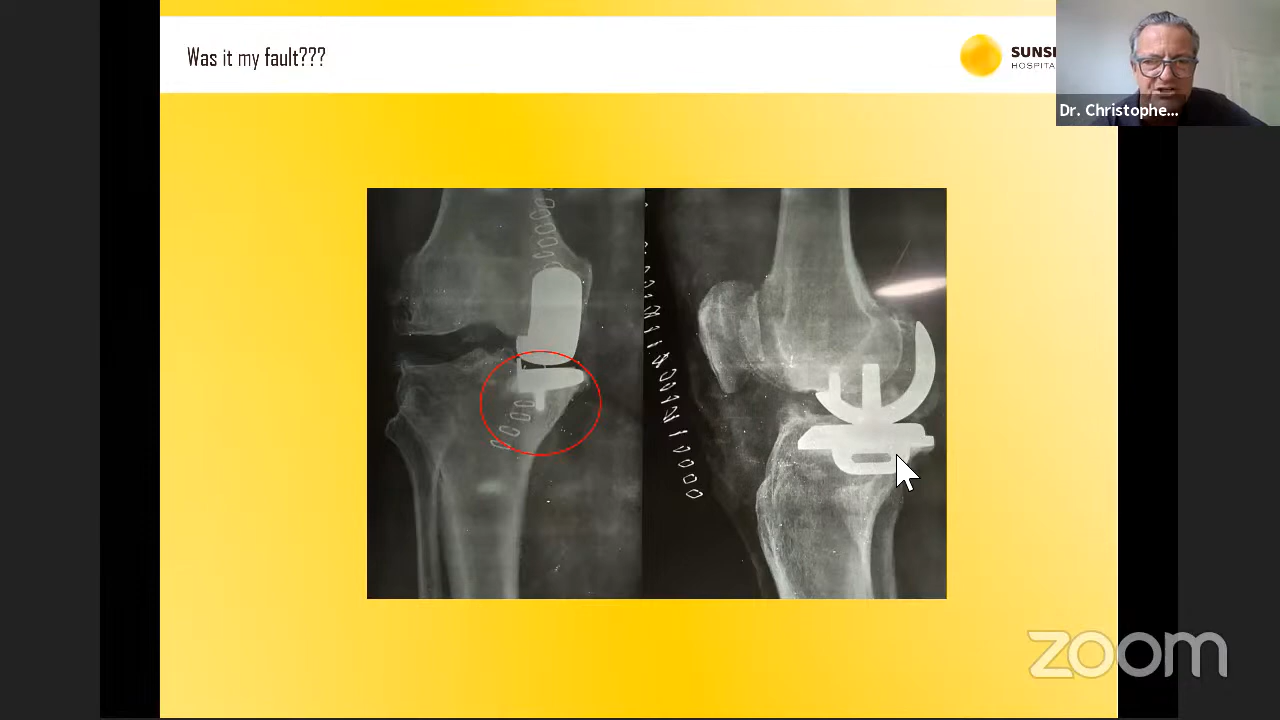 Was it my fault???
SUNS
HOSPITA
Dr. Christophe...
zoom